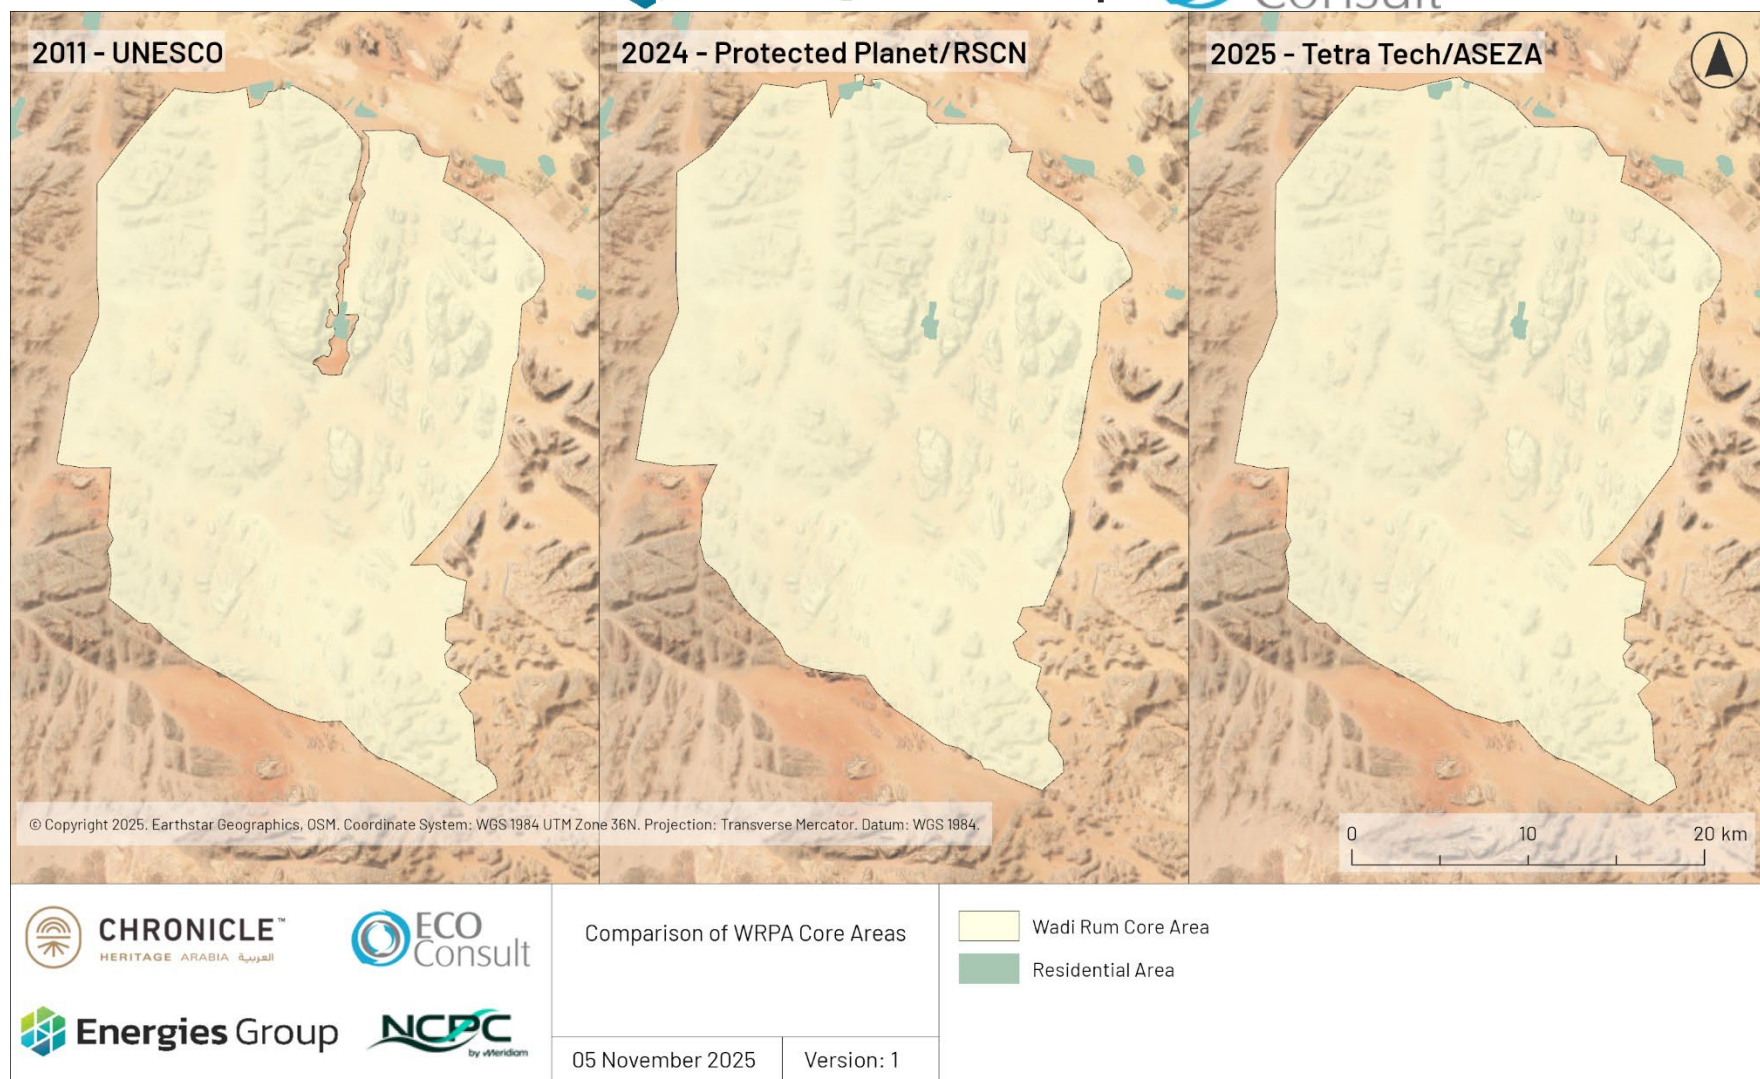 Consult
2011 - UNESCO
2024 - Protected Planet/RSCN
2025 - Tetra Tech/ASEZA
© Copyright 2025. Earthstar Geographics, OSM. Coordinate System: WGS 1984 UTM Zone 36N. Projection: Transverse Mercator. Datum: WGS 1984.
0 10 20 km
CHRONICLE™
HERITAGE ARABIA العربية
ECO
Consult
Energies Group
NCPC
by Meridiam
Comparison of WRPA Core Areas
05 November 2025
Version: 1
Wadi Rum Core Area
Residential Area